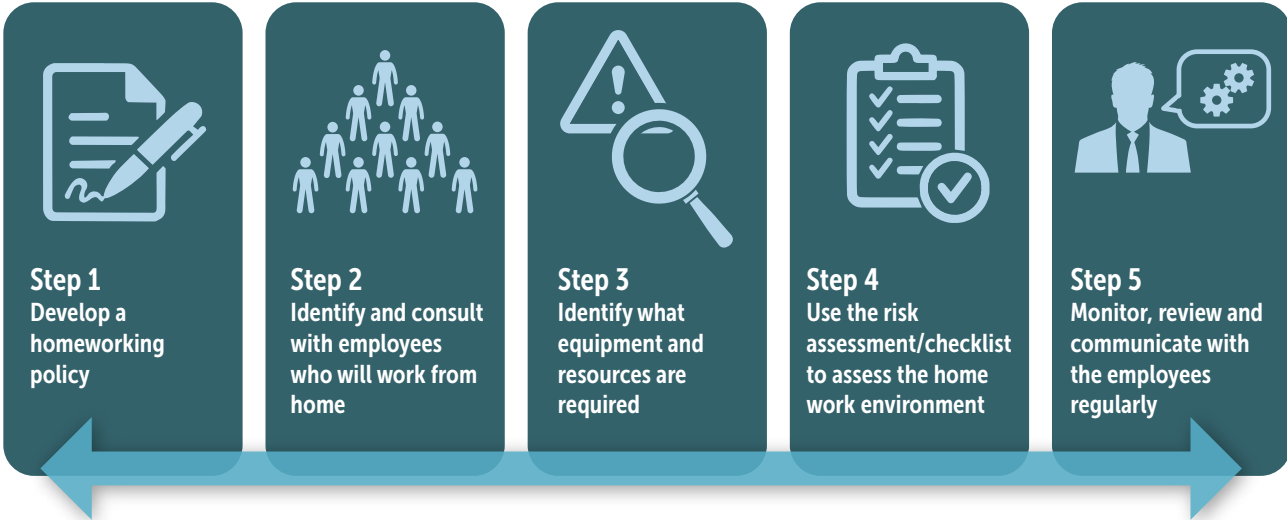 Step 1
Develop a
homeworking
policy
Step 2
Identify and consult
with employees
who will work from
home
Step 3
Identify what
equipment and
resources are
required
Step 4
Use the risk
assessment/checklist
to assess the home
work environment
Step 5
Monitor, review and
communicate with
the employees
regularly